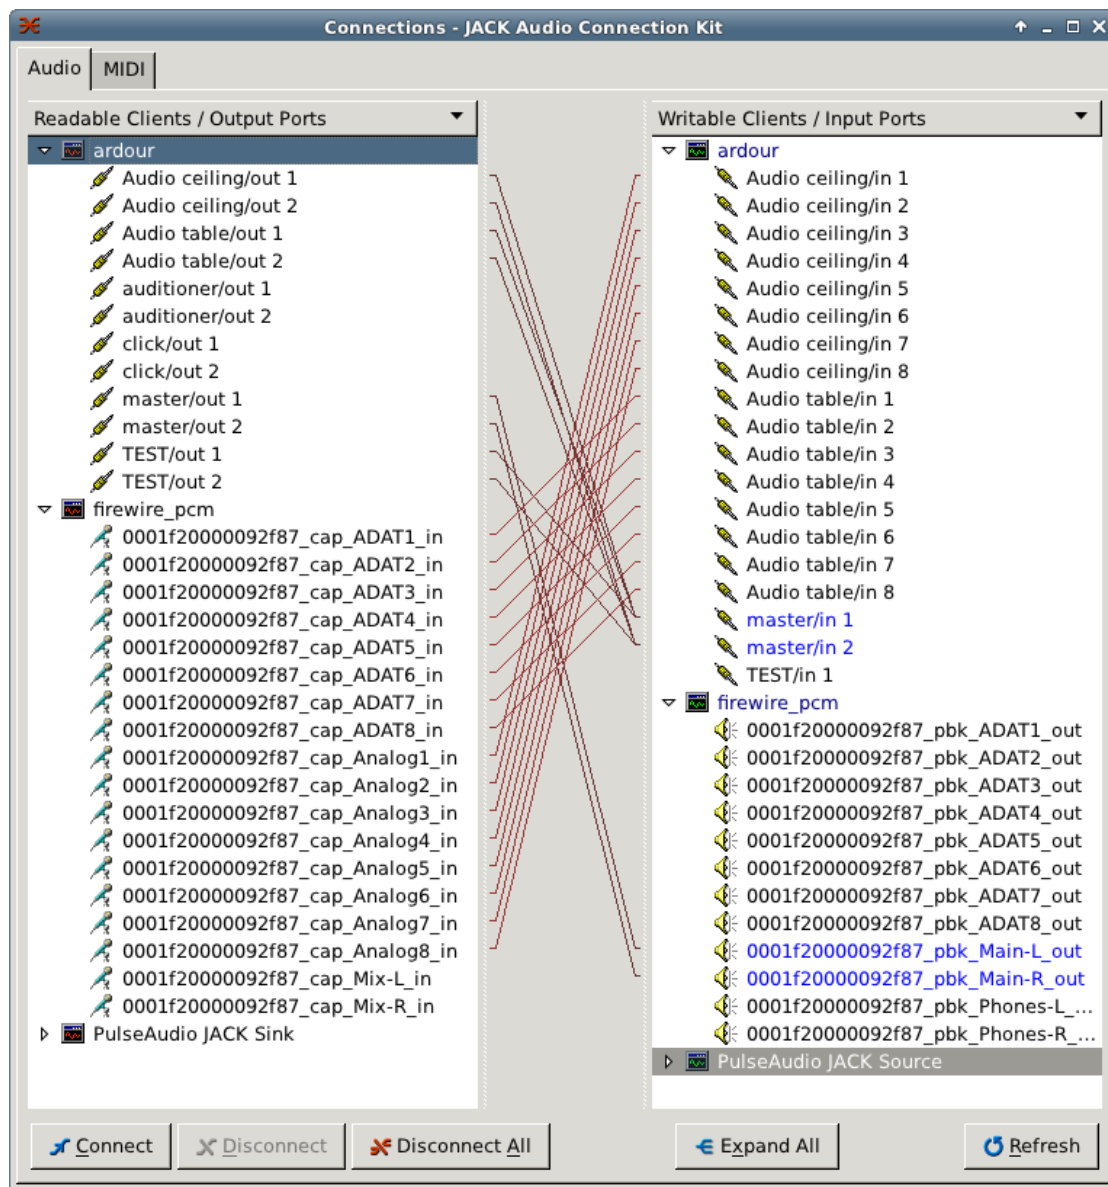 Connections - JACK Audio Connection Kit
Audio
MIDI
Readable Clients / Output Ports
ardour
Audio ceiling/out 1
Audio ceiling/out 2
Audio table/out 1
Audio table/out 2
auditioner/out 1
auditioner/out 2
click/out 1
click/out 2
master/out 1
master/out 2
TEST/out 1
TEST/out 2
firewire_pcm
0001f20000092f87_cap_ADAT1_in
0001f20000092f87_cap_ADAT2_in
0001f20000092f87_cap_ADAT3_in
0001f20000092f87_cap_ADAT4_in
0001f20000092f87_cap_ADAT5_in
0001f20000092f87_cap_ADAT6_in
0001f20000092f87_cap_ADAT7_in
0001f20000092f87_cap_ADAT8_in
0001f20000092f87_cap_Analog1_in
0001f20000092f87_cap_Analog2_in
0001f20000092f87_cap_Analog3_in
0001f20000092f87_cap_Analog4_in
0001f20000092f87_cap_Analog5_in
0001f20000092f87_cap_Analog6_in
0001f20000092f87_cap_Analog7_in
0001f20000092f87_cap_Analog8_in
0001f20000092f87_cap_Mix-L_in
0001f20000092f87_cap_Mix-R_in
PulseAudio JACK Sink
Writable Clients / Input Ports
ardour
Audio ceiling/in 1
Audio ceiling/in 2
Audio ceiling/in 3
Audio ceiling/in 4
Audio ceiling/in 5
Audio ceiling/in 6
Audio ceiling/in 7
Audio ceiling/in 8
Audio table/in 1
Audio table/in 2
Audio table/in 3
Audio table/in 4
Audio table/in 5
Audio table/in 6
Audio table/in 7
Audio table/in 8
master/in 1
master/in 2
TEST/in 1
firewire_pcm
0001f20000092f87_pbk_ADAT1_out
0001f20000092f87_pbk_ADAT2_out
0001f20000092f87_pbk_ADAT3_out
0001f20000092f87_pbk_ADAT4_out
0001f20000092f87_pbk_ADAT5_out
0001f20000092f87_pbk_ADAT6_out
0001f20000092f87_pbk_ADAT7_out
0001f20000092f87_pbk_ADAT8_out
0001f20000092f87_pbk_Main-L_out
0001f20000092f87_pbk_Main-R_out
0001f20000092f87_pbk_Phones-L_...
0001f20000092f87_pbk_Phones-R_...
PulseAudio JACK Source
Connect
Disconnect
Disconnect All
Expand All
Refresh